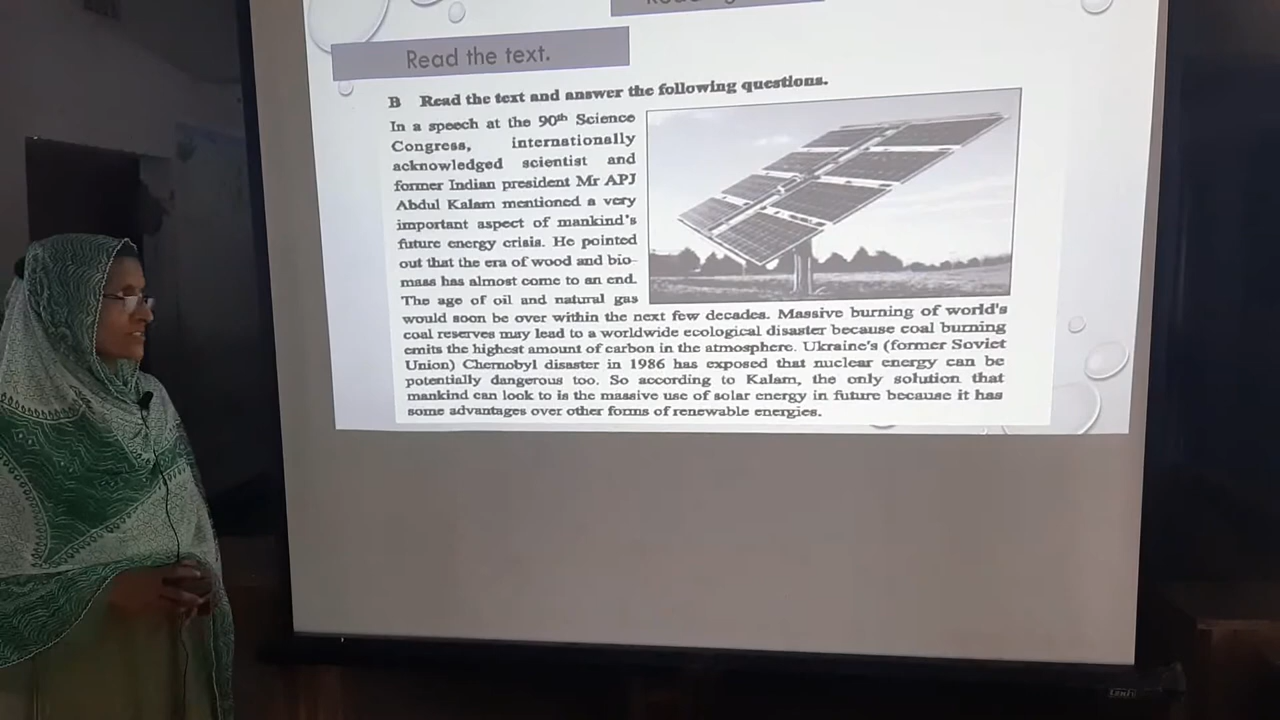 Read the text.
B Read the text and answer the following questions.
In a speech at the 90th Science
Congress, internationally
acknowledged scientist and
former Indian president Mr APJ
Abdul Kalam mentioned a very
important aspect of mankind's
future energy crisis. He pointed
out that the era of wood and bio-
mass has almost come to an end.
The age of oil and natural gas
would soon be over within the next few decades. Massive burning of world's
coal reserves may lead to a worldwide ecological disaster because coal burning
emits the highest amount of carbon in the atmosphere. Ukraine's (former Soviet
Union) Chernobyl disaster in 1986 has exposed that nuclear energy can be
potentially dangerous too. So according to Kalam, the only solution that
mankind can look to is the massive use of solar energy in future because it has
some advantages over other forms of renewable energies.